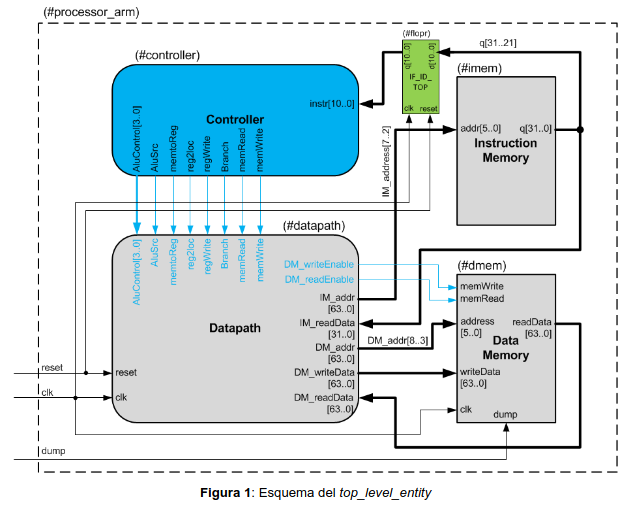 (#processor_arm)
(#flopr)
q[31..21]
(#controller)
q[10..0]
d[10..0]
IF_ID_
TOP
clk reset
(#imem)
instr[10..0]
Controller
addr[5..0] q[31..0]
Instruction
Memory
IM_address[7..2]
AluControl[3..0]
AluSrc
memtoReg
reg2loc
regWrite
Branch
memRead
memWrite
(#datapath)
AluControl[3..0]
AluSrc
memtoReg
reg2loc
regWrite
Branch
memRead
memWrite
DM_writeEnable
DM_readEnable
(#dmem)
memWrite
memRead
IM_addr
[63..0]
Datapath
IM_readData
[31..0]
DM_addr
[63..0]
DM_addr[8..3]
address
[5..0]
readData
[63..0]
Data
Memory
DM_writeData
[63..0]
writeData
[63..0]
DM_readData
[63..0]
clk
dump
reset
reset
clk
clk
dump
Figura 1: Esquema del top_level_entity